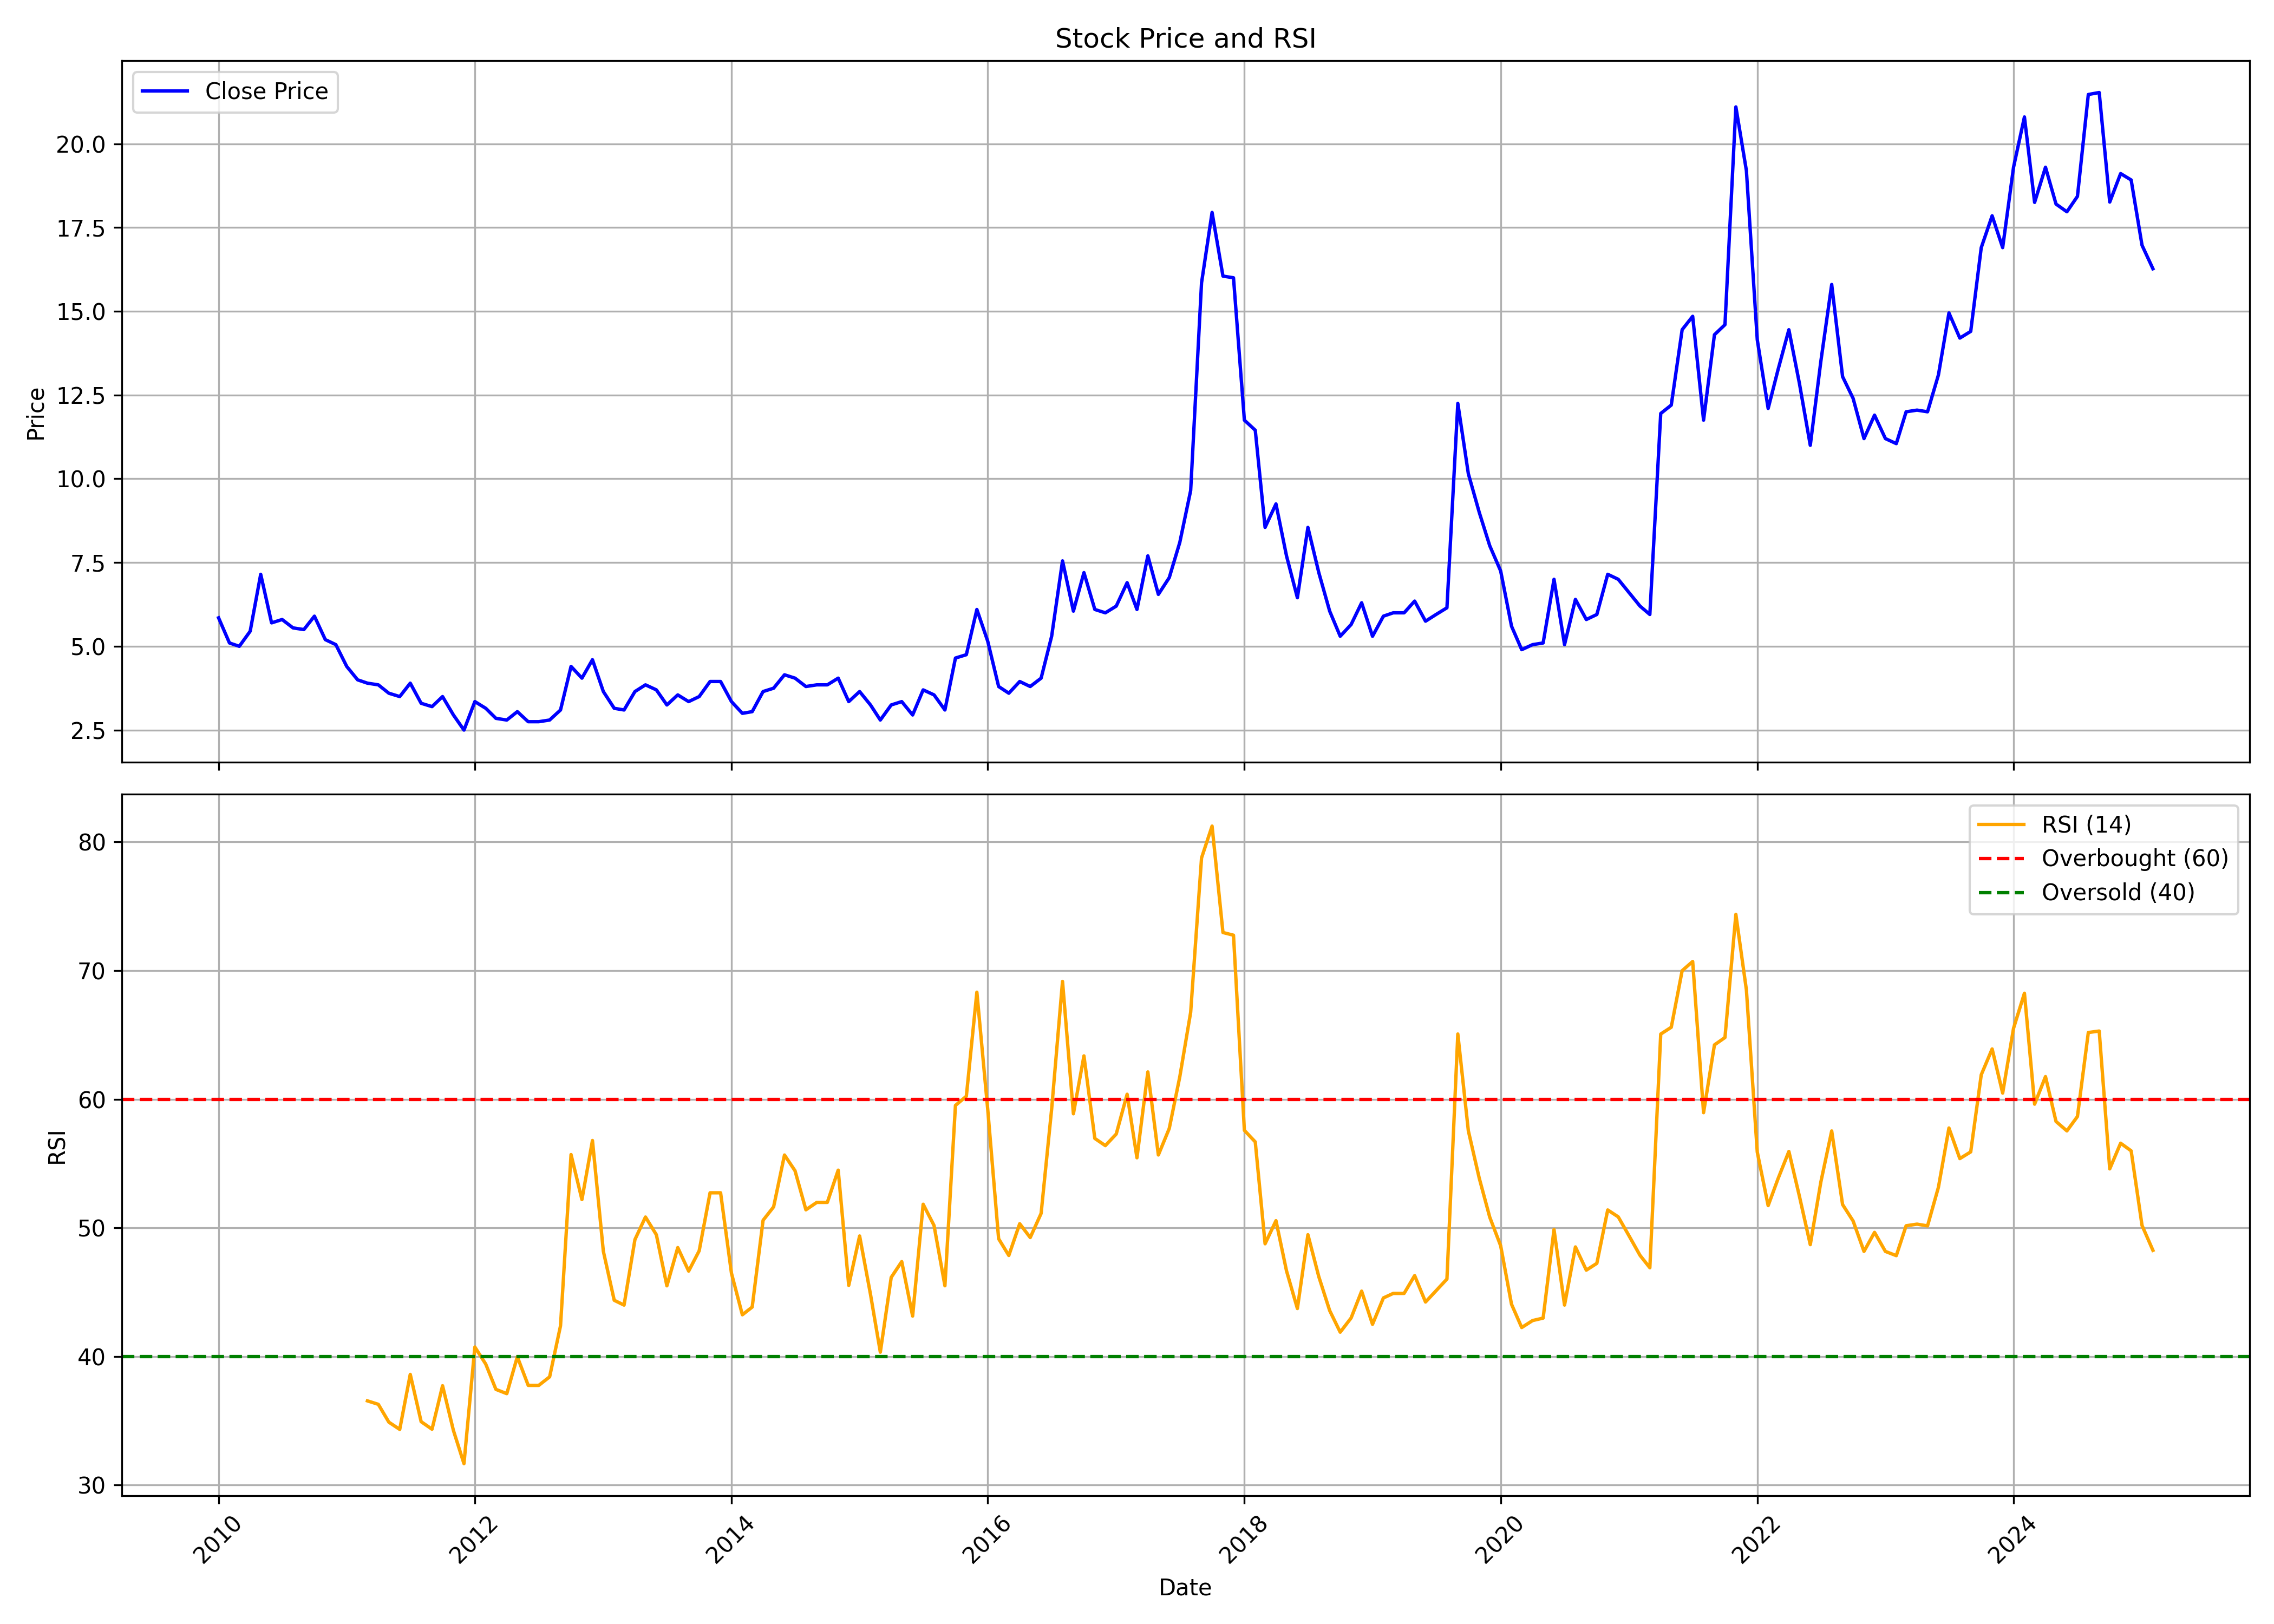 Stock Price and RSI
Close Price
Price
20.0
17.5
15.0
12.5
10.0
7.5
5.0
2.5
RSI (14)
Overbought (60)
Oversold (40)
RSI
80
70
60
50
40
30
2010
2012
2014
2016
2018
2020
2022
2024
Date